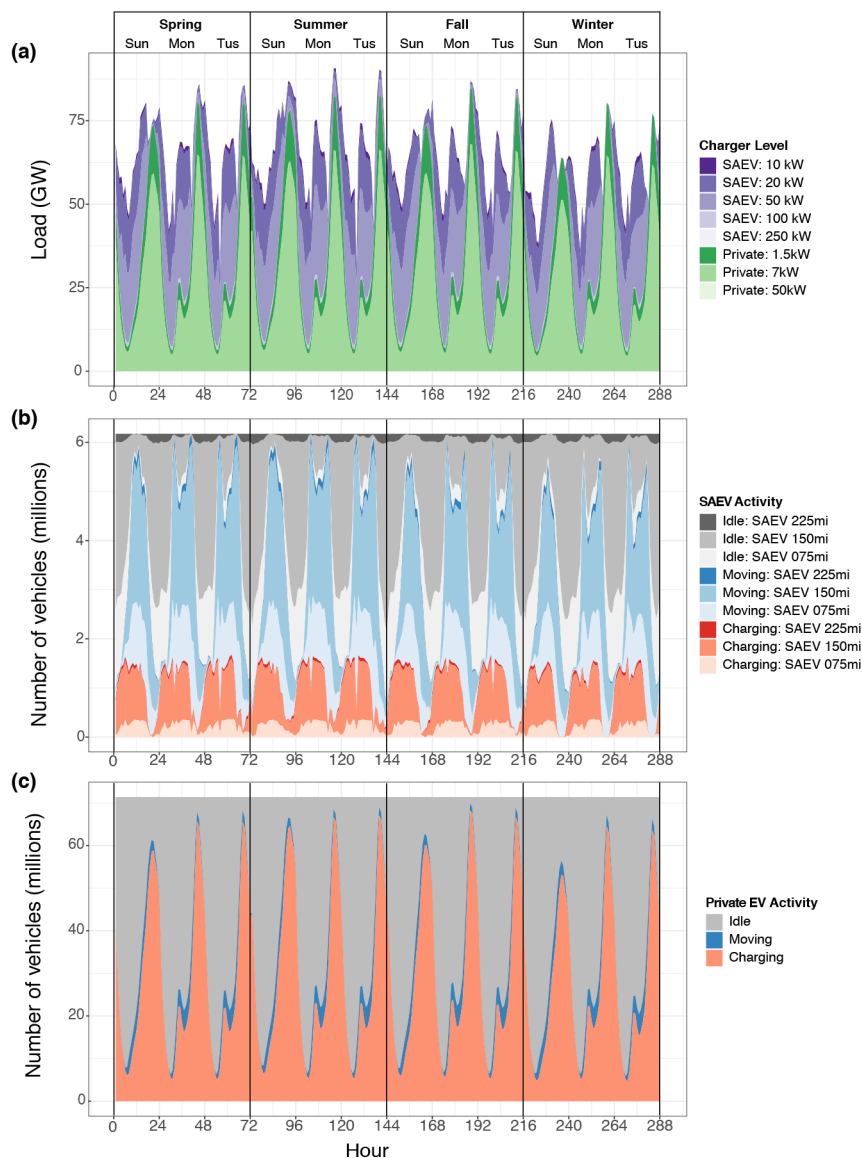 Spring Summer Fall Winter
Sun Mon Tus Sun Mon Tus Sun Mon Tus Sun Mon Tus
(a)
Load (GW)
75
50
25
0
0 24 48 72 96 120 144 168 192 216 240 264 288
Charger Level
SAEV: 10 kW
SAEV: 20 kW
SAEV: 50 kW
SAEV: 100 kW
SAEV: 250 kW
Private: 1.5kW
Private: 7kW
Private: 50kW
(b)
Number of vehicles (millions)
6
4
2
0
0 24 48 72 96 120 144 168 192 216 240 264 288
SAEV Activity
Idle: SAEV 225mi
Idle: SAEV 150mi
Idle: SAEV 075mi
Moving: SAEV 225mi
Moving: SAEV 150mi
Moving: SAEV 075mi
Charging: SAEV 225mi
Charging: SAEV 150mi
Charging: SAEV 075mi
(c)
Number of vehicles (millions)
60
40
20
0
0 24 48 72 96 120 144 168 192 216 240 264 288
Hour
Private EV Activity
Idle
Moving
Charging